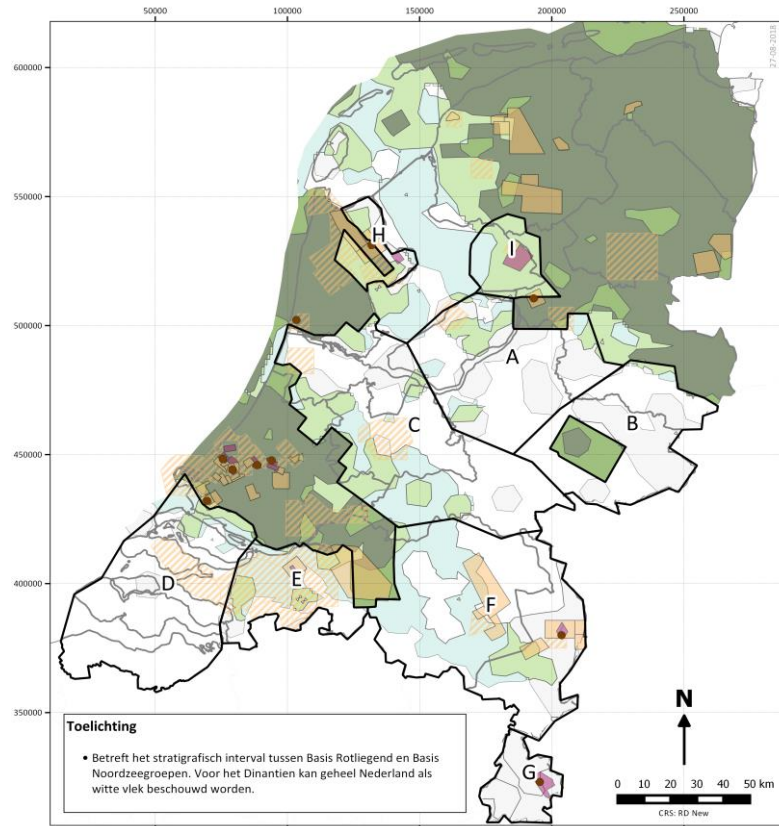 50000 100000 150000 200000 250000
27-08-2018
600000
550000
H
I
500000
A
B
C
450000
D
E
400000
F
350000
Toelichting
• Betreft het stratigrafisch interval tussen Basis Rotliegend en Basis
Noordzeegroepen. Voor het Dinantien kan geheel Nederland als
witte vlek beschouwd worden.
G
N
0 10 20 30 40 50 km
CRS: RD New